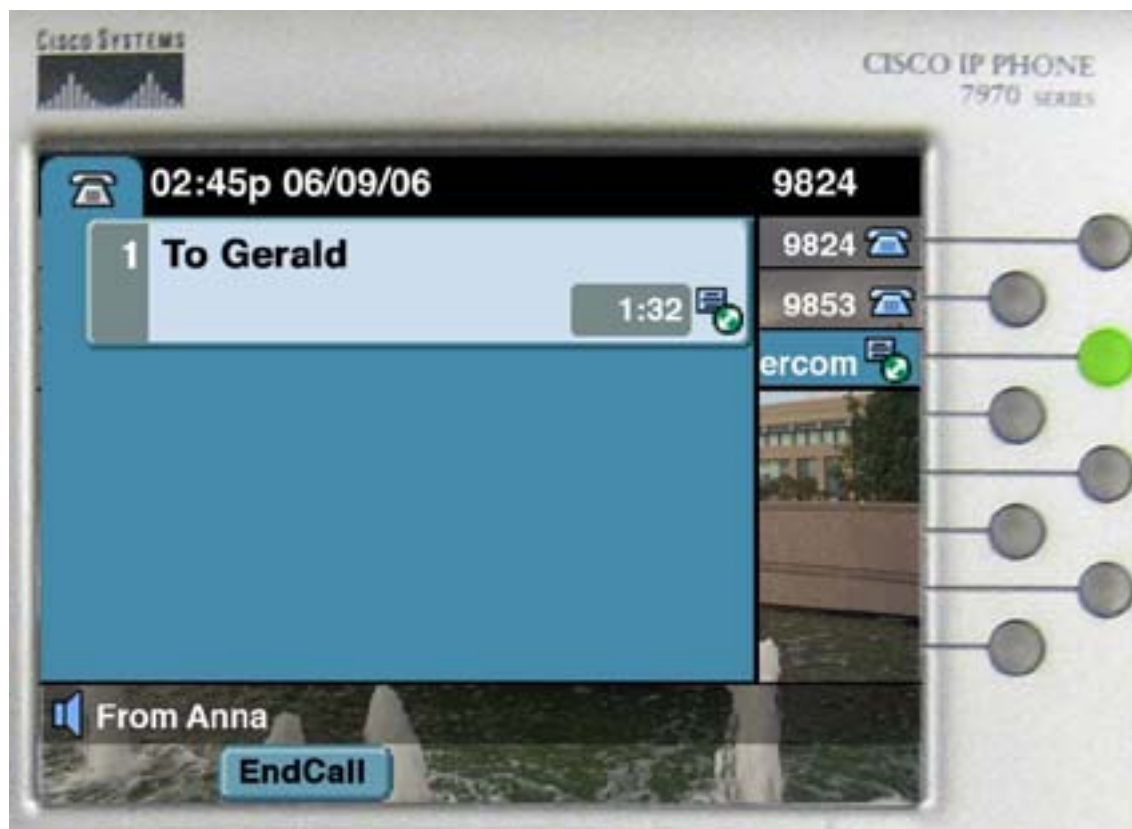 CISCO SYSTEMS
CISCO IP PHONE
7970 SERIES
02:45p 06/09/06
9824
1 To Gerald
1:32
9824
9853
ercom
From Anna
EndCall